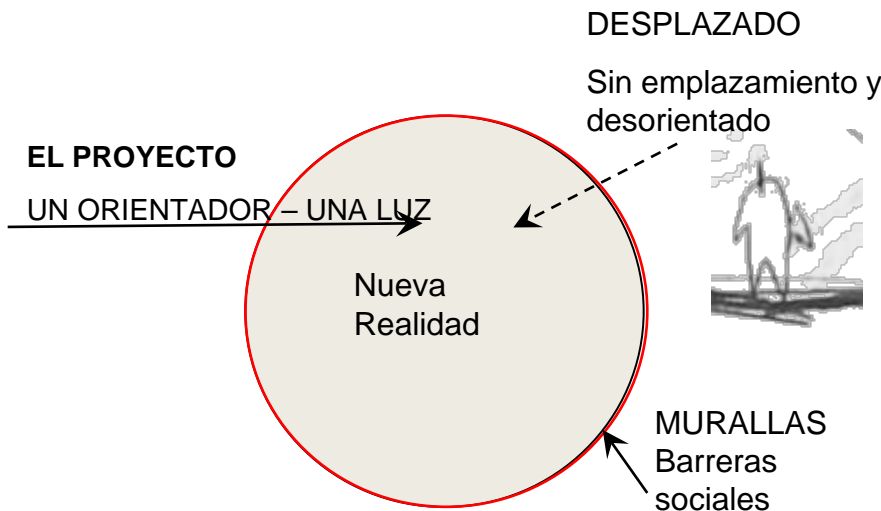 DESPLAZADO
Sin emplazamiento y
desorientado
EL PROYECTO
UN ORIENTADOR – UNA LUZ
Nueva
Realidad
MURALLAS
Barreras
sociales